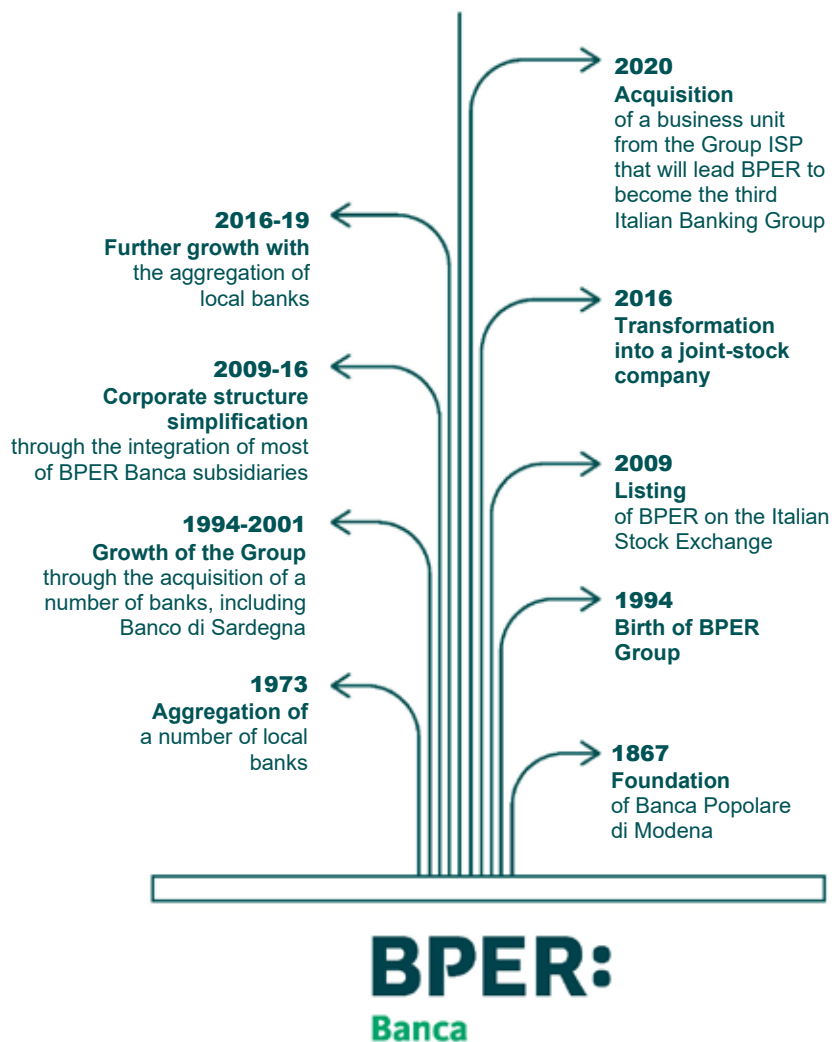 2020
Acquisition
of a business unit
from the Group ISP
that will lead BPER to
become the third
Italian Banking Group
2016-19
Further growth with
the aggregation of
local banks
2016
Transformation
into a joint-stock
company
2009-16
Corporate structure
simplification
through the integration of most
of BPER Banca subsidiaries
2009
Listing
of BPER on the Italian
Stock Exchange
1994-2001
Growth of the Group
through the acquisition of a
number of banks, including
Banco di Sardegna
1994
Birth of BPER
Group
1973
Aggregation of
a number of local
banks
1867
Foundation
of Banca Popolare
di Modena
BPER:
Banca